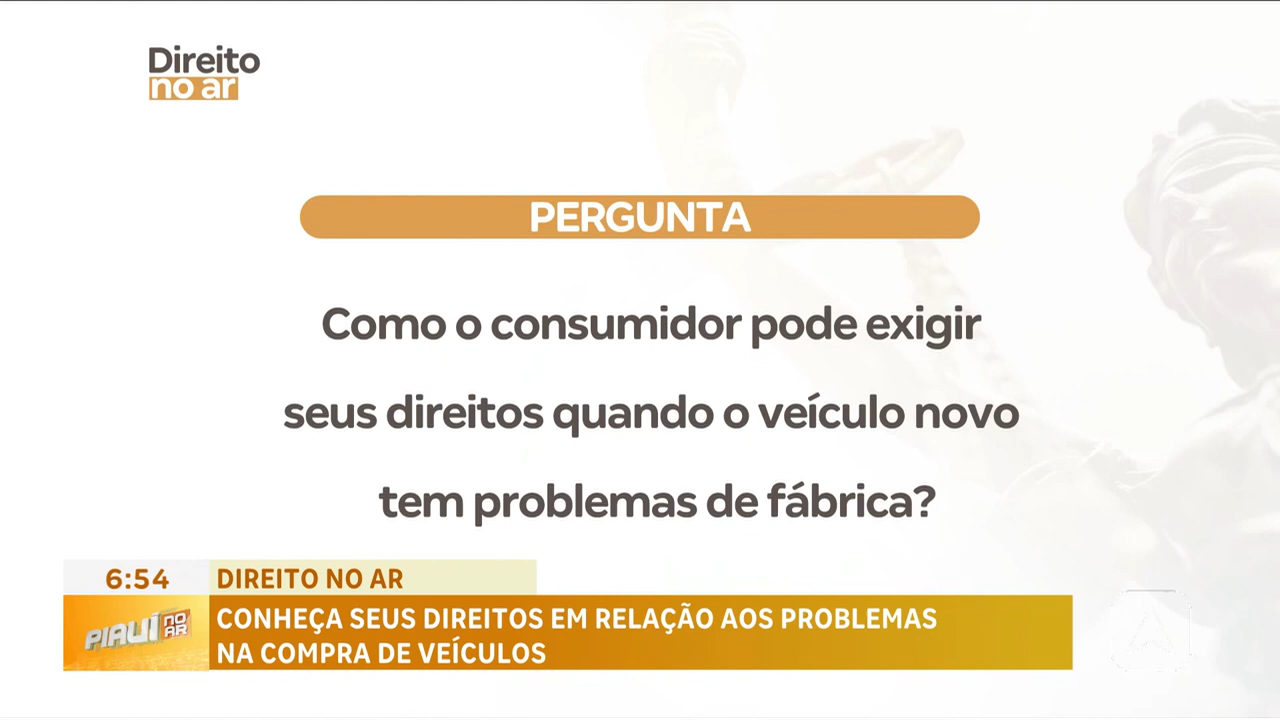 Direito
no ar
PERGUNTA
Como o consumidor pode exigir
seus direitos quando o veículo novo
tem problemas de fábrica?
6:54 DIREITO NO AR
PIAUÍ NO AR
CONHEÇA SEUS DIREITOS EM RELAÇÃO AOS PROBLEMAS
NA COMPRA DE VEÍCULOS